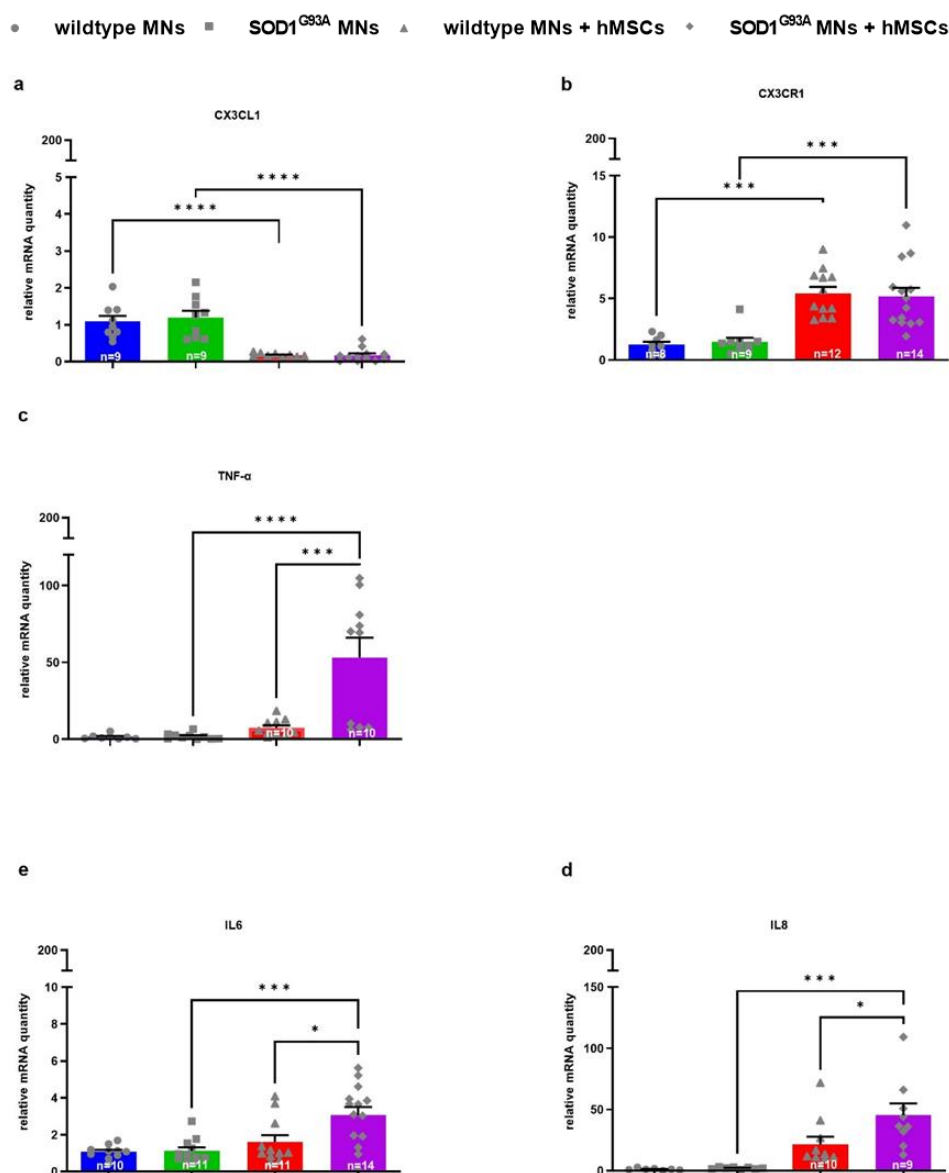 wildtype MNs SOD1G93A MNs wildtype MNs + hMSCs SOD1G93A MNs + hMSCs
a
CX3CL1
200
5
4
3
2
1
0
relative mRNA quantity
****
****
n=9
n=9
b
CX3CR1
200
15
10
5
0
relative mRNA quantity
***
***
n=8
n=9
n=12
n=14
c
TNF-α
200
100
50
0
relative mRNA quantity
****
***
n=10
n=10
e
IL6
200
10
8
6
4
2
0
relative mRNA quantity
***
*
n=10
n=11
n=11
n=14
d
IL8
200
150
100
50
0
relative mRNA quantity
***
*
n=10
n=9